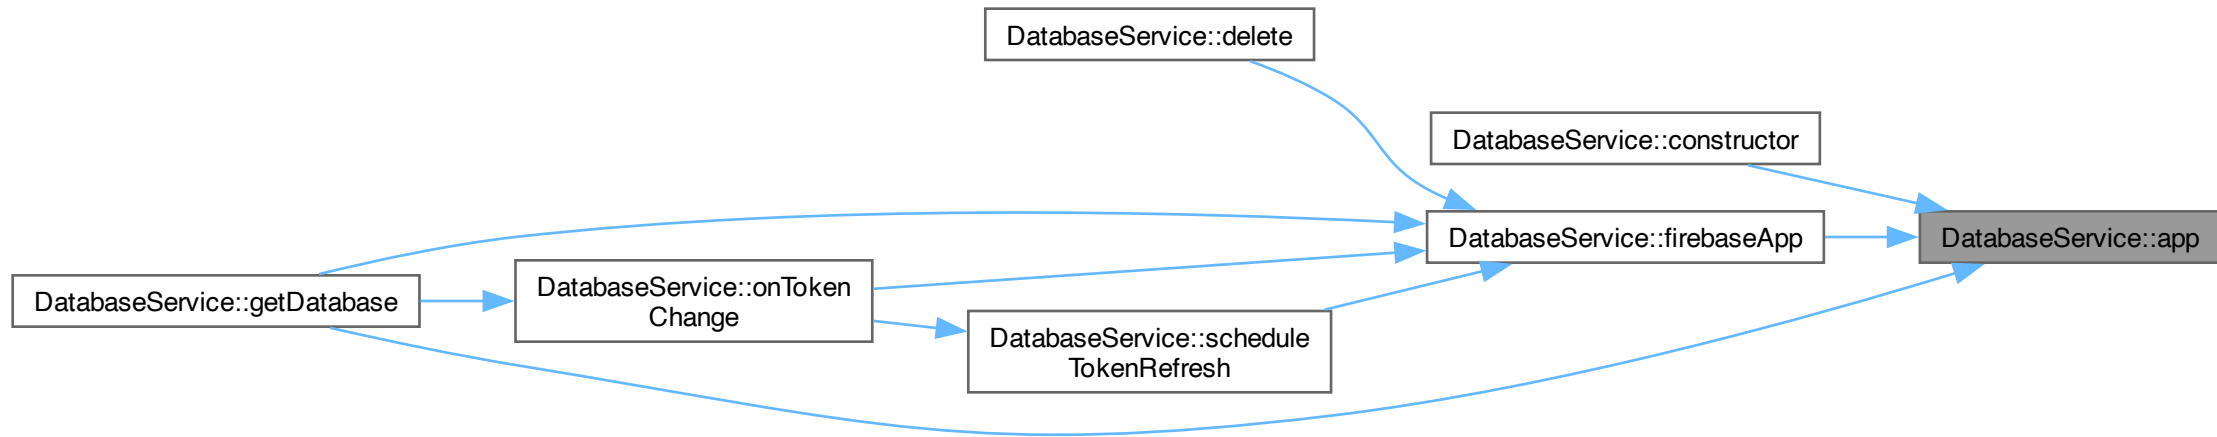 DatabaseService::delete
DatabaseService::constructor
DatabaseService::firebaseApp
DatabaseService::app
DatabaseService::getDatabase
DatabaseService::onToken
Change
DatabaseService::schedule
TokenRefresh